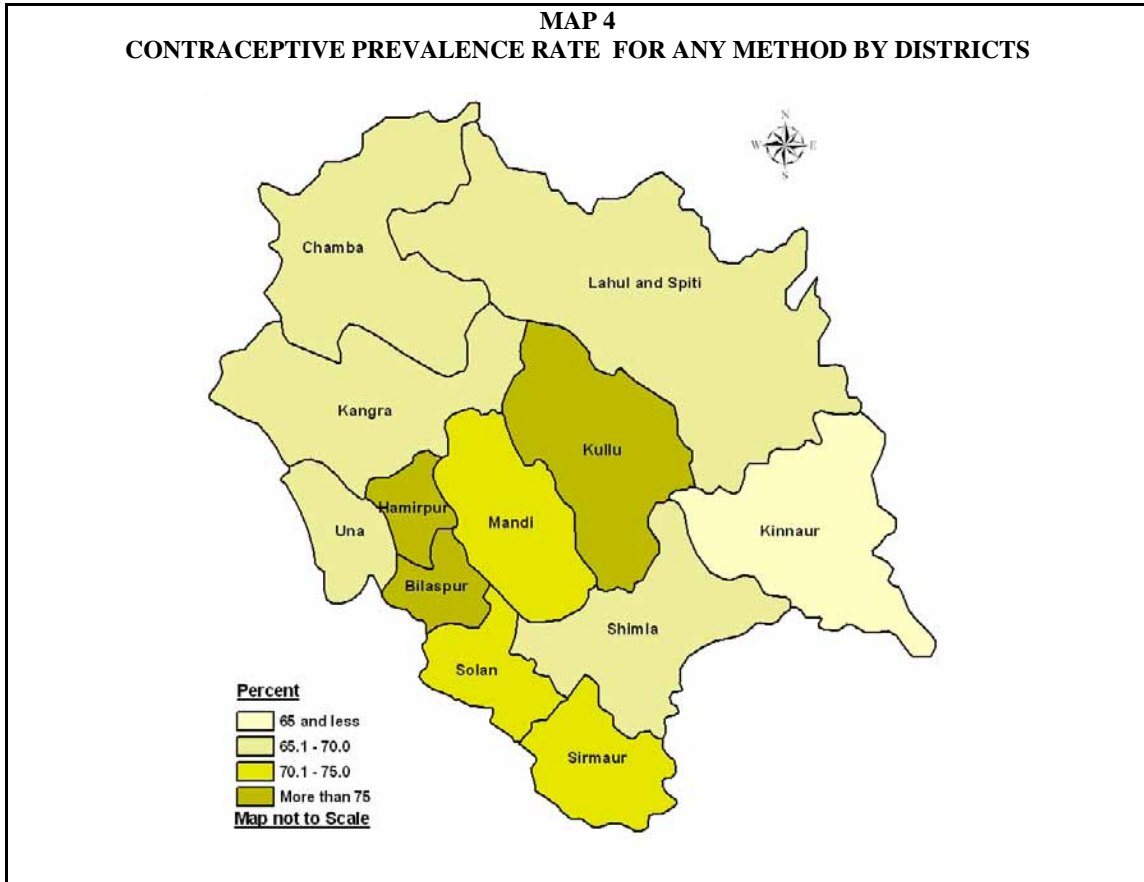 MAP 4
CONTRACEPTIVE PREVALENCE RATE FOR ANY METHOD BY DISTRICTS
N
W E
S
Chamba
Lahul and Spiti
Kangra
Kullu
Hamirpur
Mandi
Una
Kinnaur
Bilaspur
Shimla
Solan
Sirmaur
Percent
65 and less
65.1 - 70.0
70.1 - 75.0
More than 75
Map not to Scale